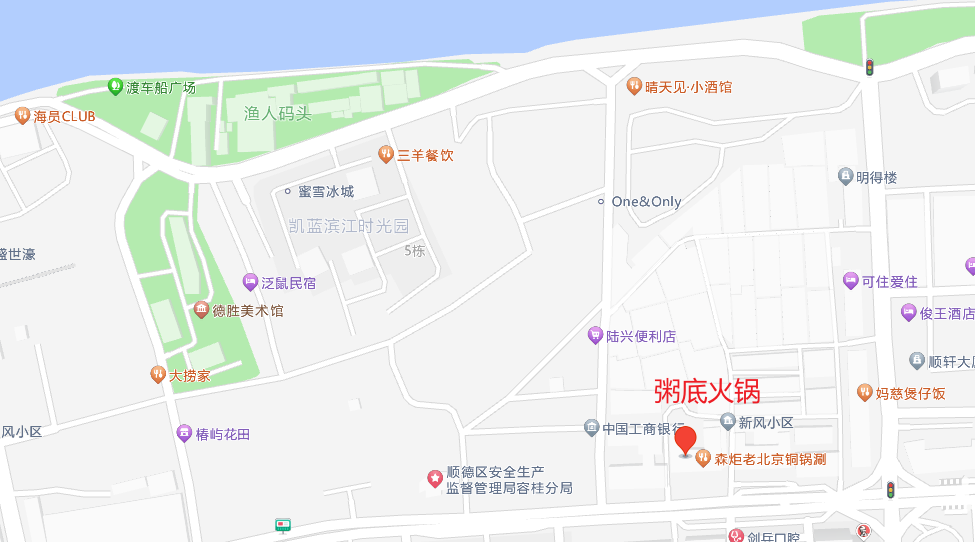 渡车船广场
晴天见·小酒馆
海员CLUB
渔人码头
三羊餐饮
明得楼
蜜雪冰城
One&Only
凯蓝滨江时光园
5栋
盛世濠
泛鼠民宿
可住爱住
德胜美术馆
俊王酒店
陆兴便利店
顺轩大厦
大捞家
粥底火锅
妈慈煲仔饭
新风小区
中国工商银行
风小区
椿屿花田
森炬老北京铜锅涮
顺德区安全生产
监督管理局容桂分局
剑兵口腔